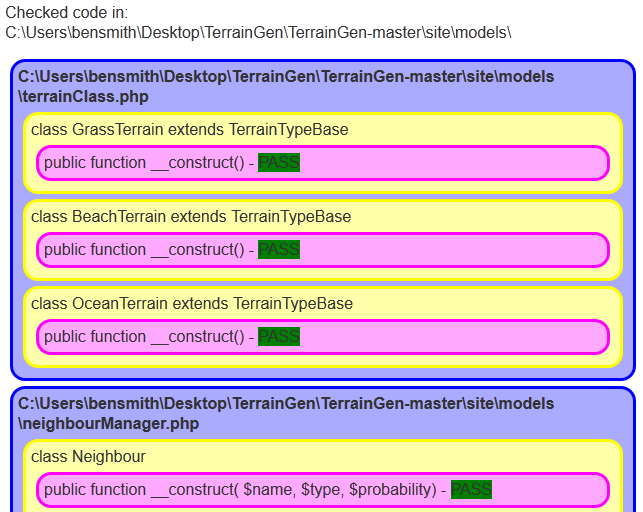 Checked code in:
C:\Users\bensmith\Desktop\TerrainGen\TerrainGen-master\site\models\
C:\Users\bensmith\Desktop\TerrainGen\TerrainGen-master\site\models
\terrainClass.php
class GrassTerrain extends TerrainTypeBase
public function __construct() - PASS
class BeachTerrain extends TerrainTypeBase
public function __construct() - PASS
class OceanTerrain extends TerrainTypeBase
public function __construct() - PASS
C:\Users\bensmith\Desktop\TerrainGen\TerrainGen-master\site\models
\neighbourManager.php
class Neighbour
public function __construct( $name, $type, $probability) - PASS